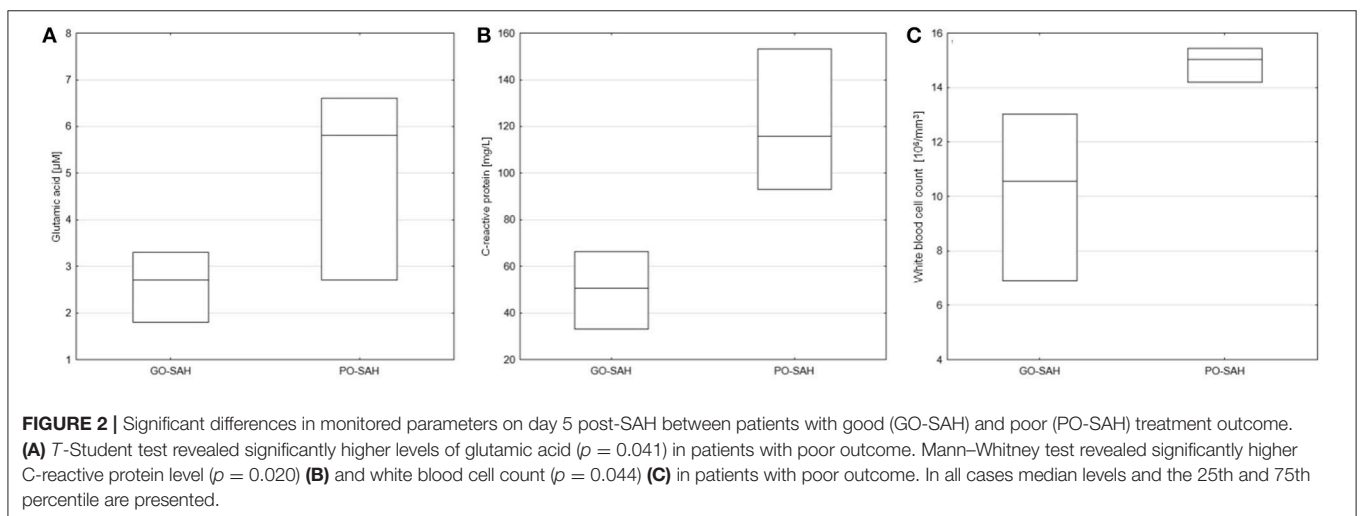 A
8
7
6
5
4
3
2
1
Glutamic acid [µM]
GO-SAH
PO-SAH
B
160
140
120
100
80
60
40
20
C-reactive protein [mg/L]
GO-SAH
PO-SAH
C
16
14
12
10
8
6
4
White blood cell count [10⁶/mm³]
GO-SAH
PO-SAH
FIGURE 2 | Significant differences in monitored parameters on day 5 post-SAH between patients with good (GO-SAH) and poor (PO-SAH) treatment outcome.
(A) T-Student test revealed significantly higher levels of glutamic acid (p = 0.041) in patients with poor outcome. Mann–Whitney test revealed significantly higher
C-reactive protein level (p = 0.020) (B) and white blood cell count (p = 0.044) (C) in patients with poor outcome. In all cases median levels and the 25th and 75th
percentile are presented.